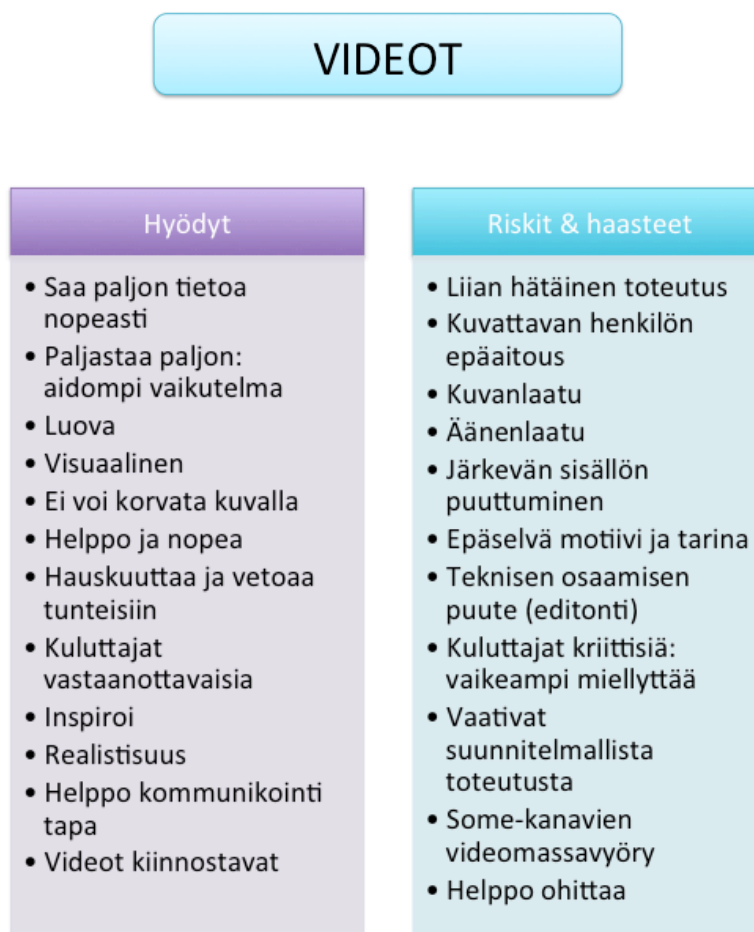 VIDEOT
Hyödyt
• Saa paljon tietoa
nopeasti
• Paljastaa paljon:
aidompi vaikutelma
• Luova
• Visuaalinen
• Ei voi korvata kuvalla
• Helppo ja nopea
• Hauskuuttaa ja vetoaa
tunteisiin
• Kuluttajat
vastaanottavaisia
• Inspiroi
• Realistisuus
• Helppo kommunikointi
tapa
• Videot kiinnostavat
Riskit & haasteet
• Liian hätäinen toteutus
• Kuvattavan henkilön
epäaitous
• Kuvanlaatu
• Äänenlaatu
• Järkevän sisällön
puuttuminen
• Epäselvä motiivi ja tarina
• Teknisen osaamisen
puute (editonti)
• Kuluttajat kriittisiä:
vaikeampi miellyttää
• Vaativat
suunnitelmallista
toteutusta
• Some-kanavien
videomassavyöry
• Helppo ohittaa